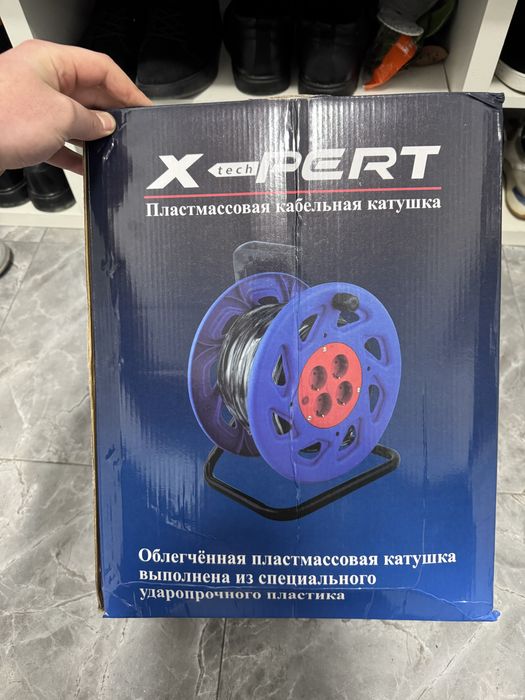 X tech PERT
Пластмассовая кабельная катушка
Облегчённая пластмассовая катушка
выполнена из специального
ударопрочного пластика